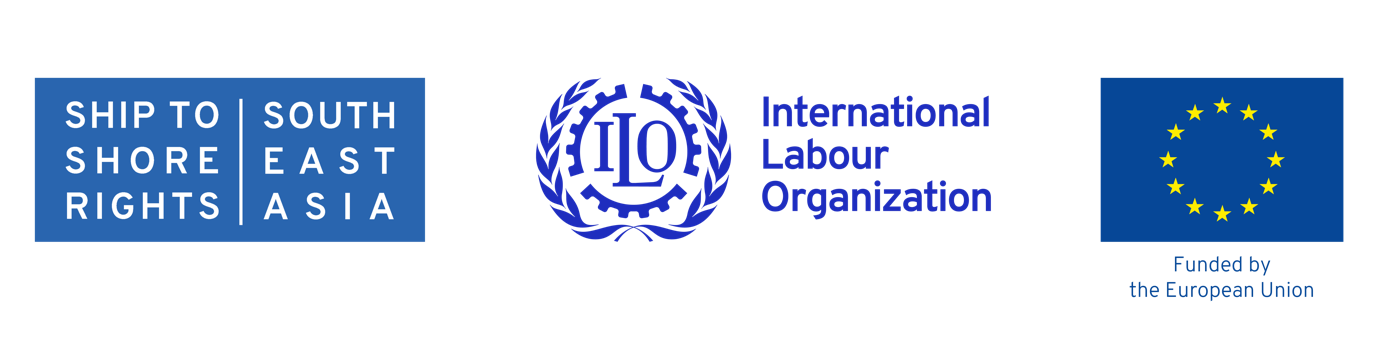 SHIP TO
SHORE
RIGHTS
SOUTH
EAST
ASIA
ILO
International
Labour
Organization
Funded by
the European Union